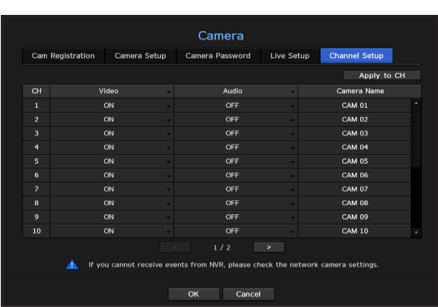 Camera
Cam Registration Camera Setup Camera Password Live Setup Channel Setup
Apply to CH
CH Video Audio Camera Name
1 ON OFF CAM 01
2 ON OFF CAM 02
3 ON OFF CAM 03
4 ON OFF CAM 04
5 ON OFF CAM 05
6 ON OFF CAM 06
7 ON OFF CAM 07
8 ON OFF CAM 08
9 ON OFF CAM 09
10 ON OFF CAM 10
< 1 / 2 >
If you cannot receive events from NVR, please check the network camera settings.
OK Cancel